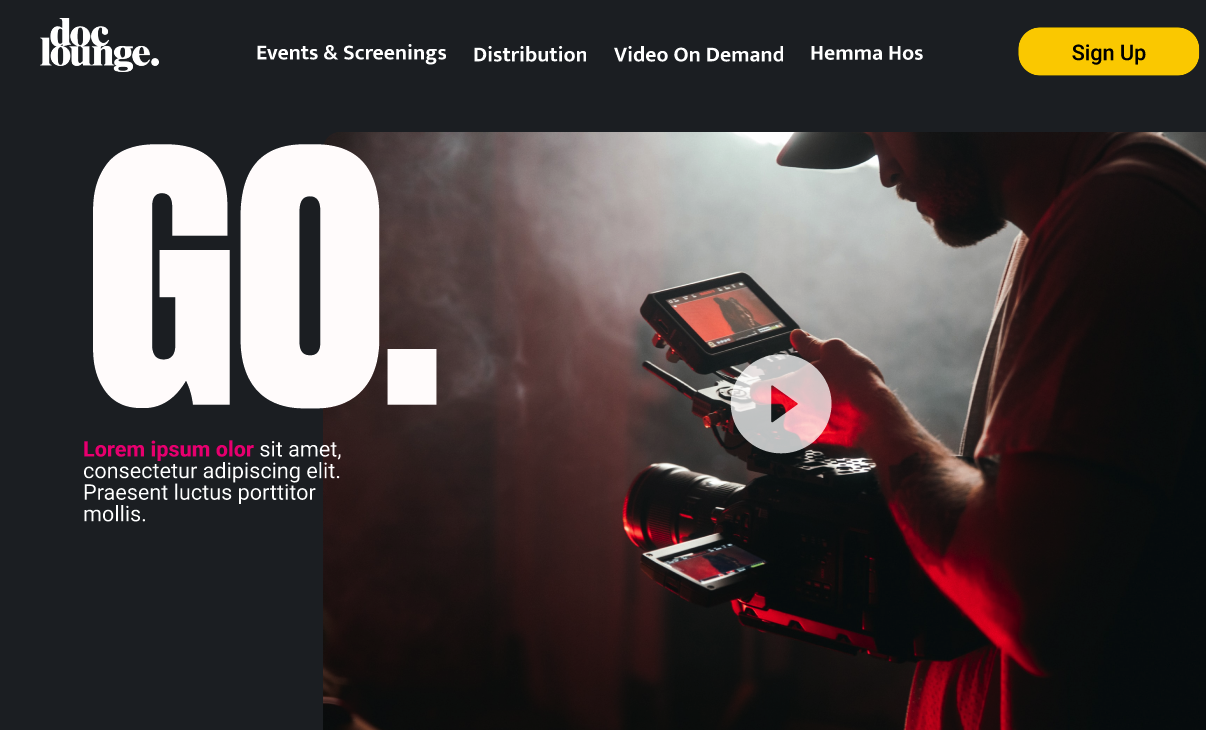 doc
lounge.
Events & Screenings Distribution Video On Demand Hemma Hos
Sign Up
GO.
Lorem ipsum olor sit amet,
consectetur adipiscing elit.
Praesent luctus porttitor
mollis.